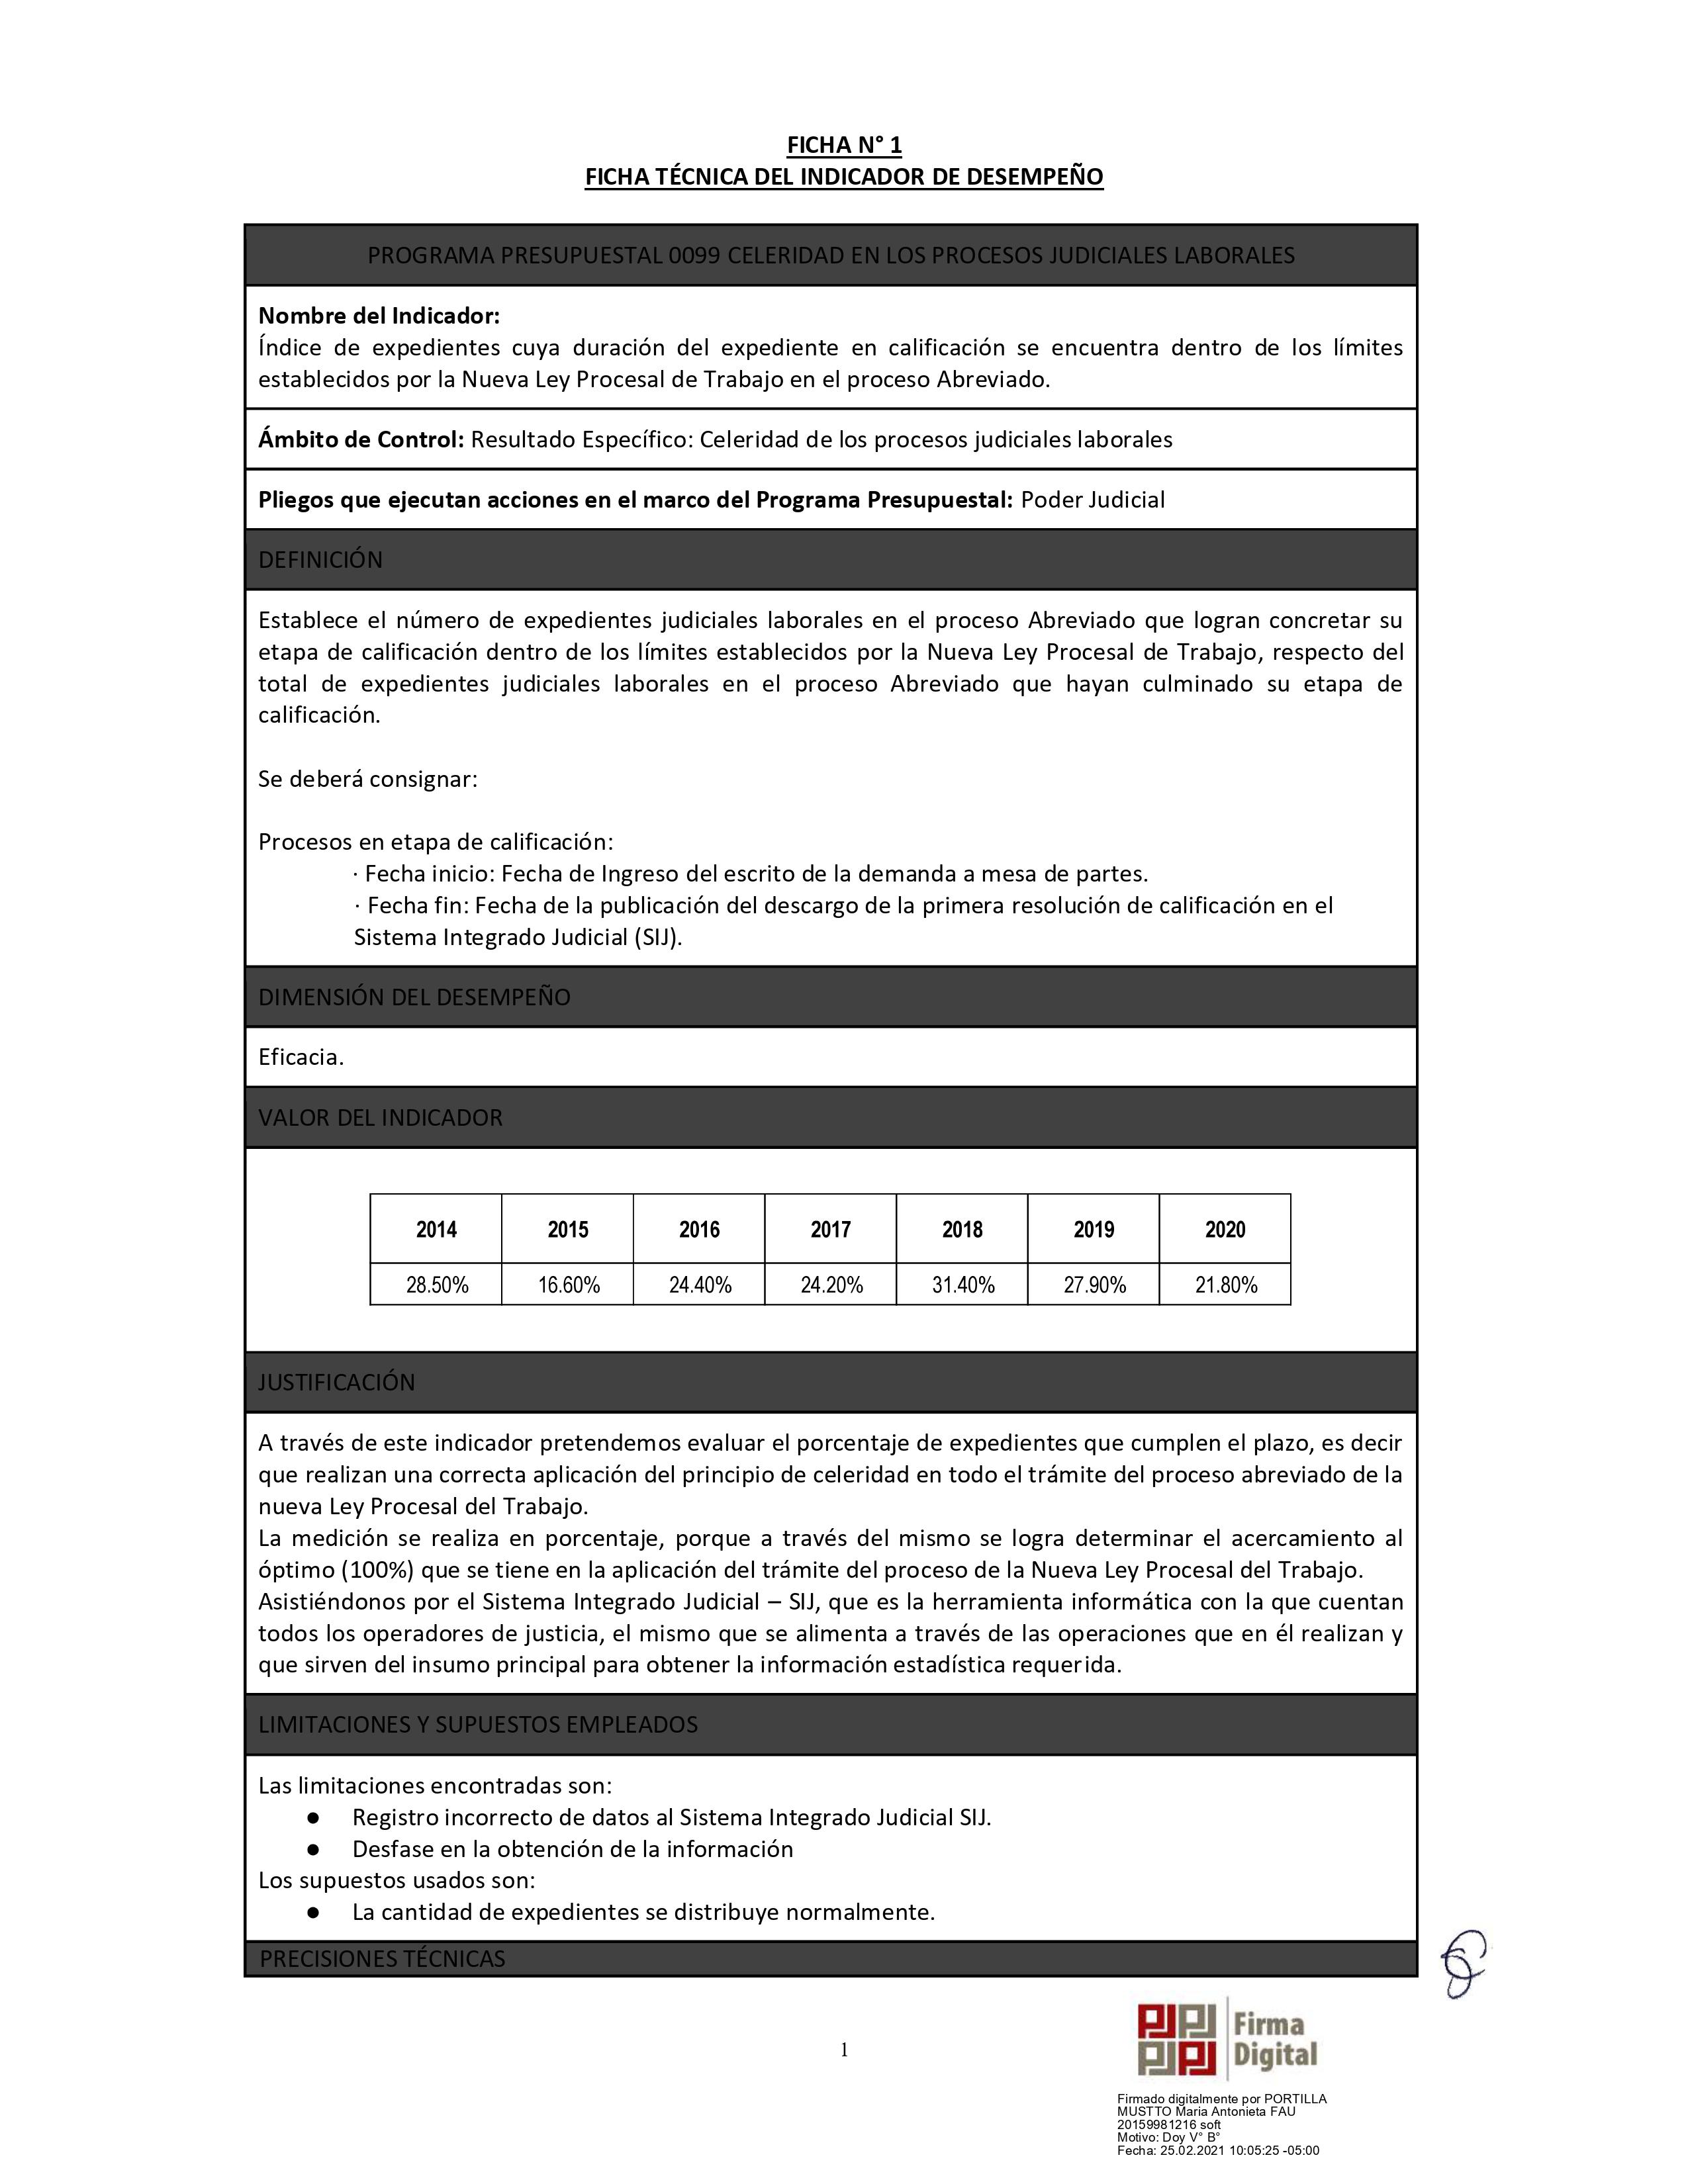 FICHA N° 1
FICHA TÉCNICA DEL INDICADOR DE DESEMPEÑO
PROGRAMA PRESUPUESTAL 0099 CELERIDAD EN LOS PROCESOS JUDICIALES LABORALES
Nombre del Indicador:
Índice de expedientes cuya duración del expediente en calificación se encuentra dentro de los límites
establecidos por la Nueva Ley Procesal de Trabajo en el proceso Abreviado.
Ámbito de Control: Resultado Específico: Celeridad de los procesos judiciales laborales
Pliegos que ejecutan acciones en el marco del Programa Presupuestal: Poder Judicial
DEFINICIÓN
Establece el número de expedientes judiciales laborales en el proceso Abreviado que logran concretar su
etapa de calificación dentro de los límites establecidos por la Nueva Ley Procesal de Trabajo, respecto del
total de expedientes judiciales laborales en el proceso Abreviado que hayan culminado su etapa de
calificación.
Se deberá consignar:
Procesos en etapa de calificación:
· Fecha inicio: Fecha de Ingreso del escrito de la demanda a mesa de partes.
· Fecha fin: Fecha de la publicación del descargo de la primera resolución de calificación en el
Sistema Integrado Judicial (SIJ).
DIMENSIÓN DEL DESEMPEÑO
Eficacia.
VALOR DEL INDICADOR
2014 2015 2016 2017 2018 2019 2020
28.50% 16.60% 24.40% 24.20% 31.40% 27.90% 21.80%
JUSTIFICACIÓN
A través de este indicador pretendemos evaluar el porcentaje de expedientes que cumplen el plazo, es decir
que realizan una correcta aplicación del principio de celeridad en todo el trámite del proceso abreviado de la
nueva Ley Procesal del Trabajo.
La medición se realiza en porcentaje, porque a través del mismo se logra determinar el acercamiento al
óptimo (100%) que se tiene en la aplicación del trámite del proceso de la Nueva Ley Procesal del Trabajo.
Asistiéndonos por el Sistema Integrado Judicial – SIJ, que es la herramienta informática con la que cuentan
todos los operadores de justicia, el mismo que se alimenta a través de las operaciones que en él realizan y
que sirven del insumo principal para obtener la información estadística requerida.
LIMITACIONES Y SUPUESTOS EMPLEADOS
Las limitaciones encontradas son:
● Registro incorrecto de datos al Sistema Integrado Judicial SIJ.
● Desfase en la obtención de la información
Los supuestos usados son:
● La cantidad de expedientes se distribuye normalmente.
PRECISIONES TÉCNICAS
1
Firma
Digital
Firmado digitalmente por PORTILLA
MUSTTO Maria Antonieta FAU
20159981216 soft
Motivo: Doy V° B°
Fecha: 25.02.2021 10:05:25 -05:00